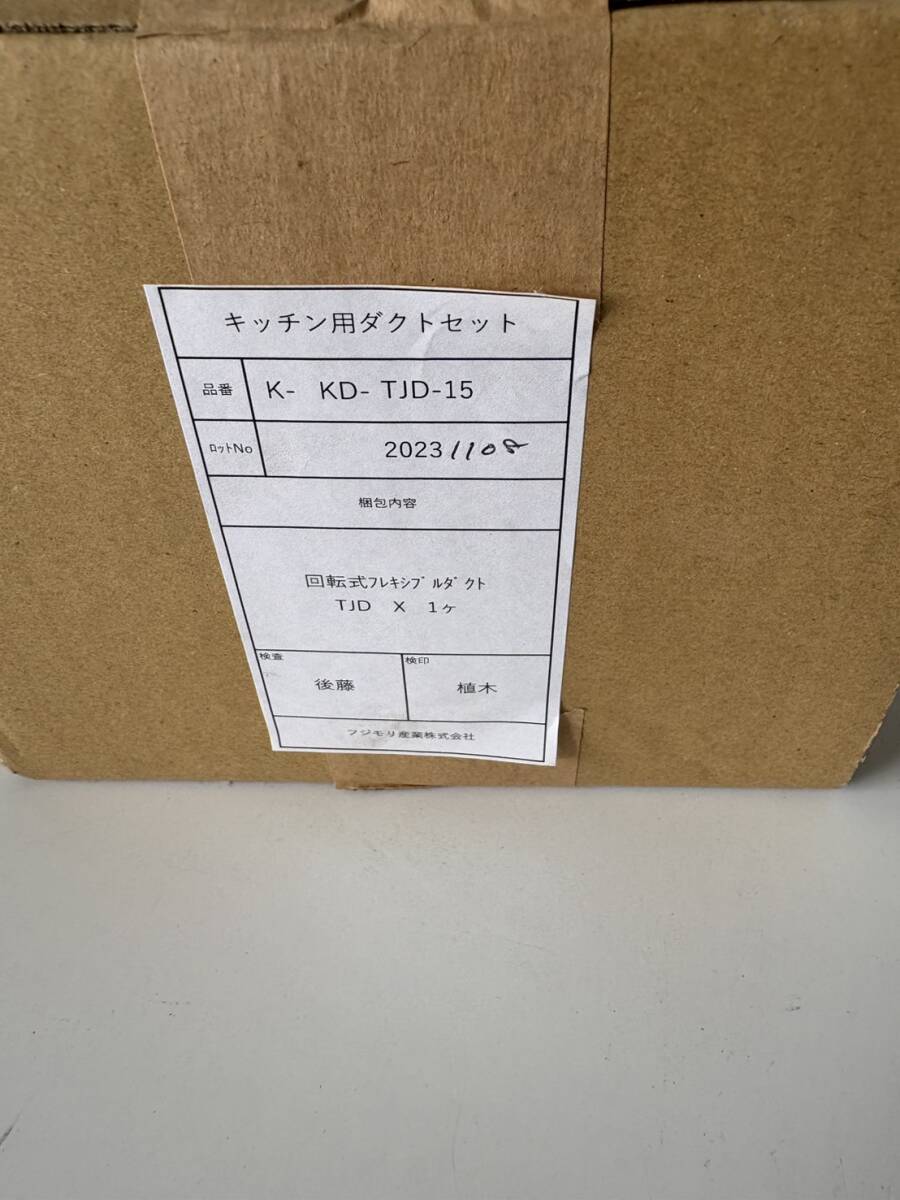 キッチン用ダクトセット
品番 K- KD- TJD-15
ﾛｯﾄNo 20231108
梱包内容
回転式ﾌﾚｷｼﾌﾞﾙﾀﾞｸﾄ
TJD X 1ヶ
検査 検印
後藤 植木
フジモリ産業株式会社